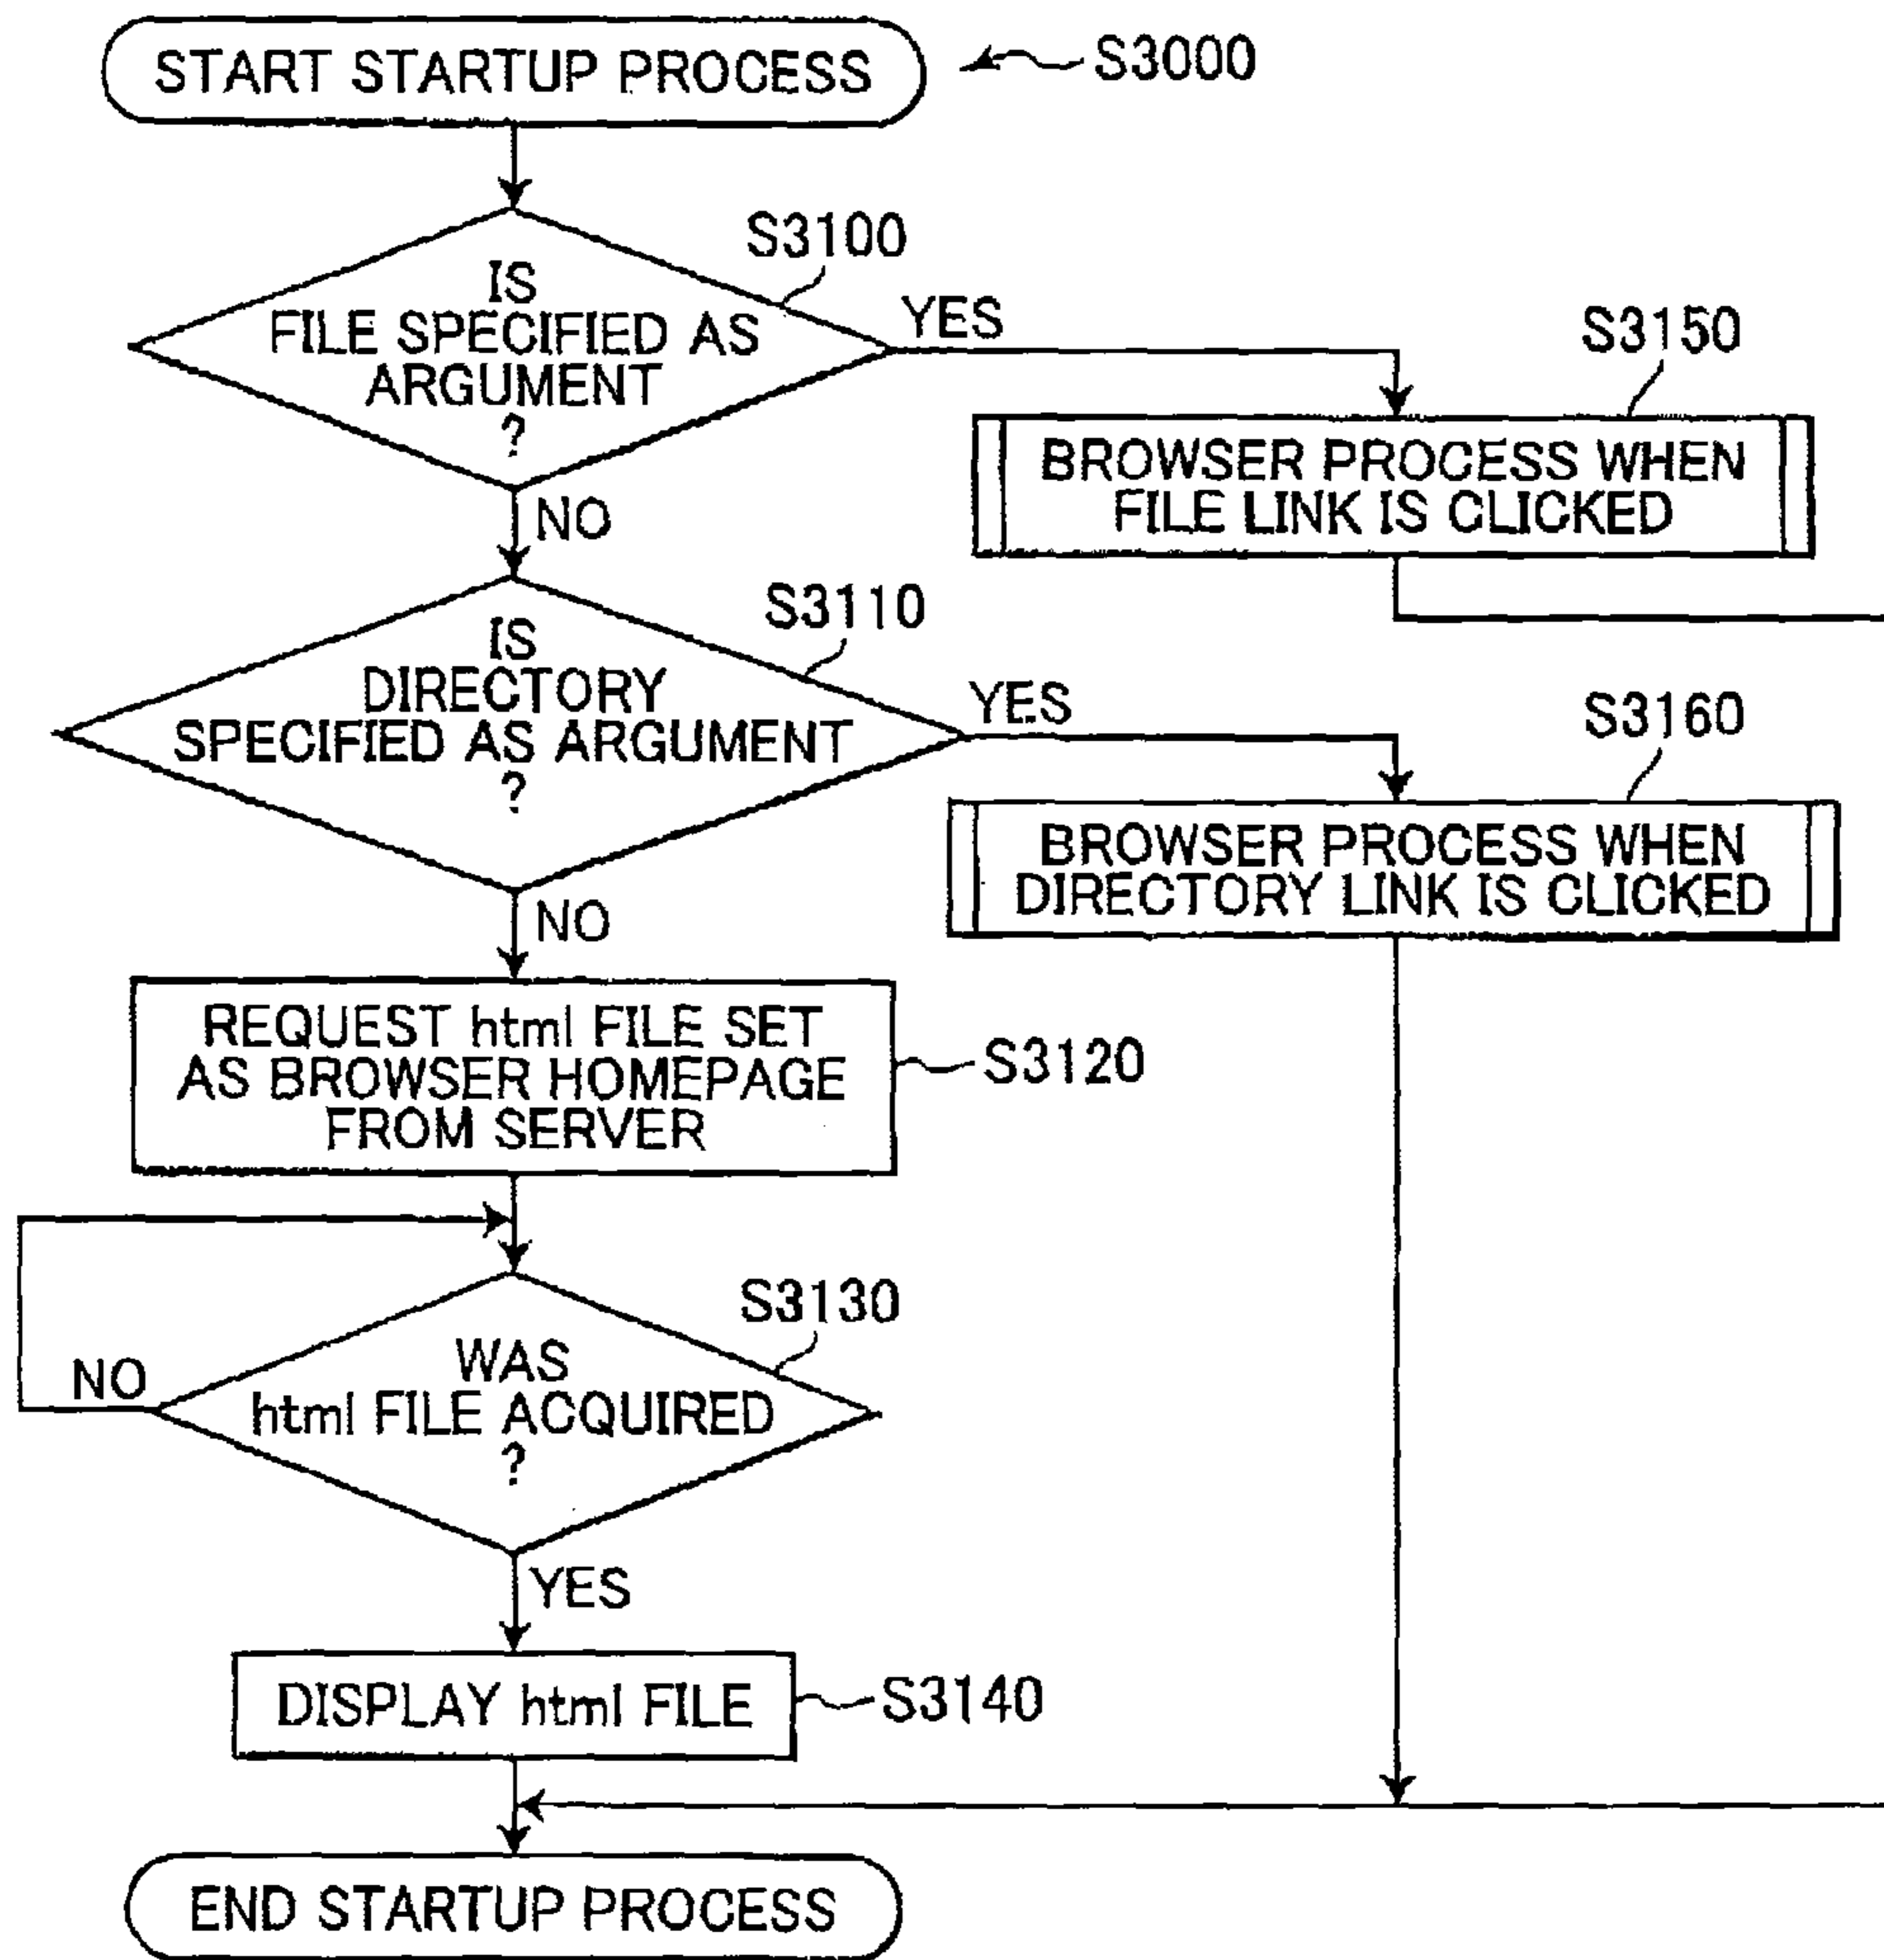 START STARTUP PROCESS
S3000
S3100
IS
FILE SPECIFIED AS
ARGUMENT
?
YES
NO
S3150
BROWSER PROCESS WHEN
FILE LINK IS CLICKED
S3110
IS
DIRECTORY
SPECIFIED AS ARGUMENT
?
YES
NO
S3160
BROWSER PROCESS WHEN
DIRECTORY LINK IS CLICKED
REQUEST html FILE SET
AS BROWSER HOMEPAGE
FROM SERVER
S3120
S3130
WAS
html FILE ACQUIRED
?
NO
YES
DISPLAY html FILE
S3140
END STARTUP PROCESS